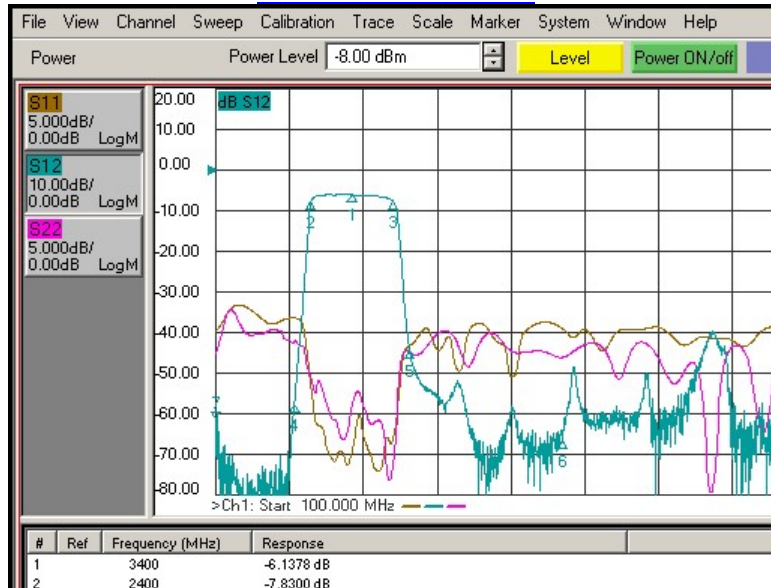 File View Channel Sweep Calibration Trace Scale Marker System Window Help
Power Power Level -8.00 dBm Level Power ON/off
S11
5.000dB/
0.00dB LogM
S12
10.00dB/
0.00dB LogM
S22
5.000dB/
0.00dB LogM
dB S12
20.00
10.00
0.00
-10.00
-20.00
-30.00
-40.00
-50.00
-60.00
-70.00
-80.00
2 1 3
5
4
6
>Ch1: Start 100.000 MHz
# Ref Frequency (MHz) Response
1 3400 -6.1378 dB
2 2400 -7.8300 dB